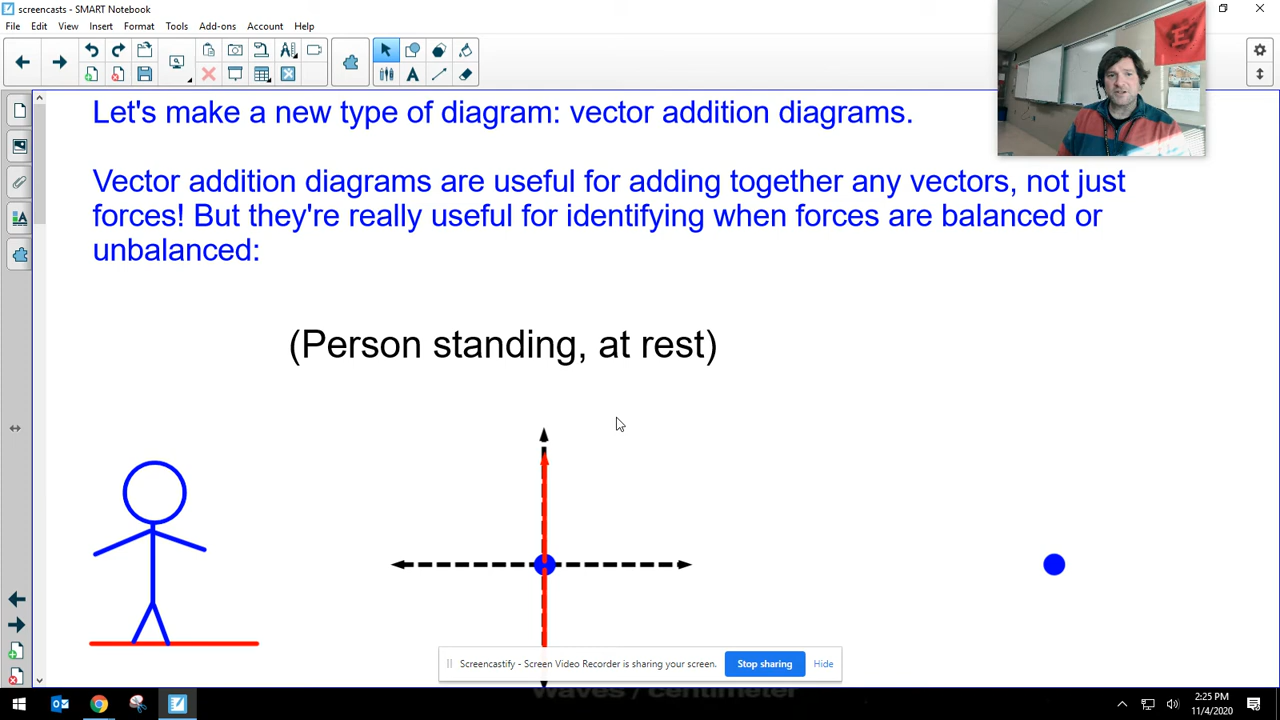 screencasts - SMART Notebook
File Edit View Insert Format Tools Add-ons Account Help
Let's make a new type of diagram: vector addition diagrams.
Vector addition diagrams are useful for adding together any vectors, not just
forces! But they're really useful for identifying when forces are balanced or
unbalanced:
(Person standing, at rest)
Screencastify - Screen Video Recorder is sharing your screen. Stop sharing Hide
Waves / centimeter
2:25 PM
11/4/2020